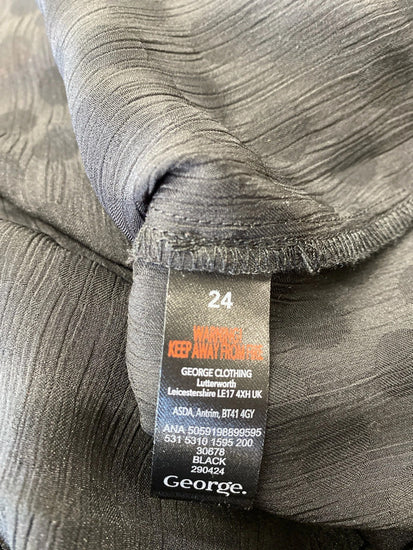 24
WARNING
KEEP AWAY FROM FIRE
GEORGE CLOTHING
Lutterworth
Leicestershire LE17 4XH UK
ASDA, Antrim, BT41 4GY
ANA 5059198899595
531 5310 1595 200
30678
BLACK
290424
George.